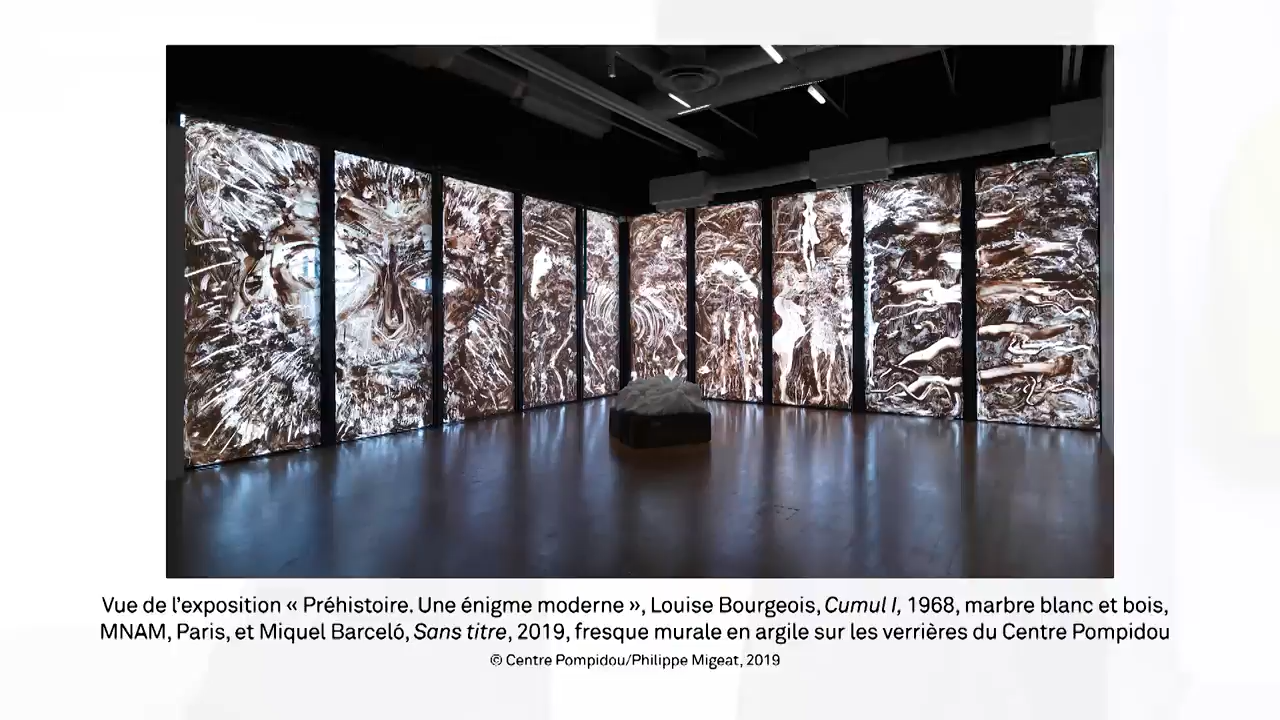 Vue de l’exposition « Préhistoire. Une énigme moderne », Louise Bourgeois, Cumul I, 1968, marbre blanc et bois,
MNAM, Paris, et Miquel Barceló, Sans titre, 2019, fresque murale en argile sur les verrières du Centre Pompidou
© Centre Pompidou/Philippe Migeat, 2019